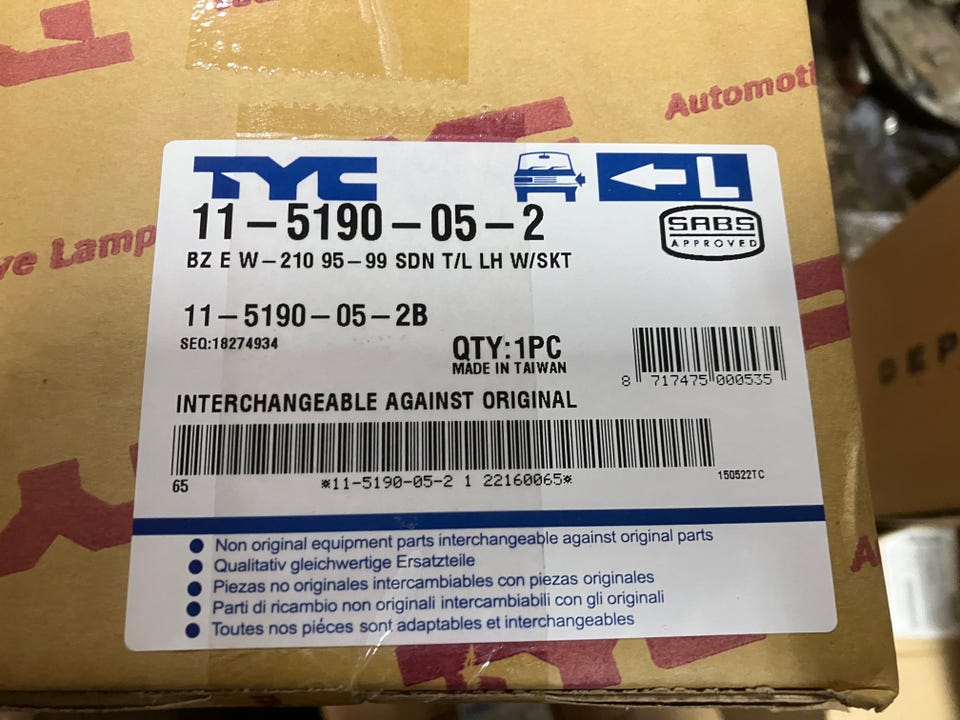 Automoti
ve Lamp
TYC
L
11-5190-05-2
SABS
APPROVED
BZ E W-210 95-99 SDN T/L LH W/SKT
11-5190-05-2B
SEQ:18274934
QTY:1PC
MADE IN TAIWAN
8 717475 000535
DEP
INTERCHANGEABLE AGAINST ORIGINAL
65
*11-5190-05-2 1 22160065*
150522TC
Non original equipment parts interchangeable against original parts
Qualitativ gleichwertige Ersatzteile
Piezas no originales intercambiables con piezas originales
Parti di ricambio non originali intercambiabili con gli originali
Toutes nos piéces sont adaptables et interchangeables